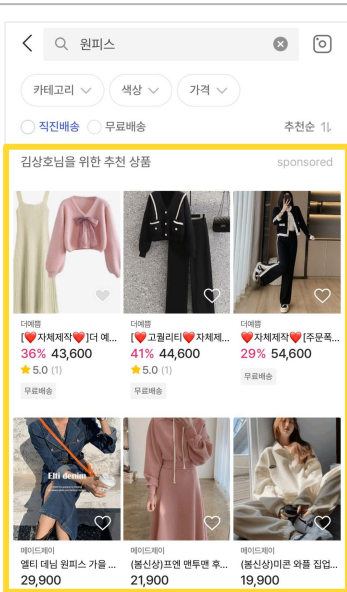 원피스
카테고리 색상 가격
직진배송 무료배송 추천순
김상호님을 위한 추천 상품 sponsored
더예쁨 더예쁨 더예쁨
[❤️자체제작❤️]더 예... [❤️고퀄리티❤️자체제... ❤️자체제작❤️[주문폭...
36% 43,600 41% 44,600 29% 54,600
5.0 (1) 5.0 (1) 무료배송
무료배송 무료배송
Elti denim
메이드제이 메이드제이 메이드제이
엘티 데님 원피스 가을 ... (봄신상)프엔 맨투맨 후... (봄신상)미콘 와플 집업...
29,900 21,900 19,900